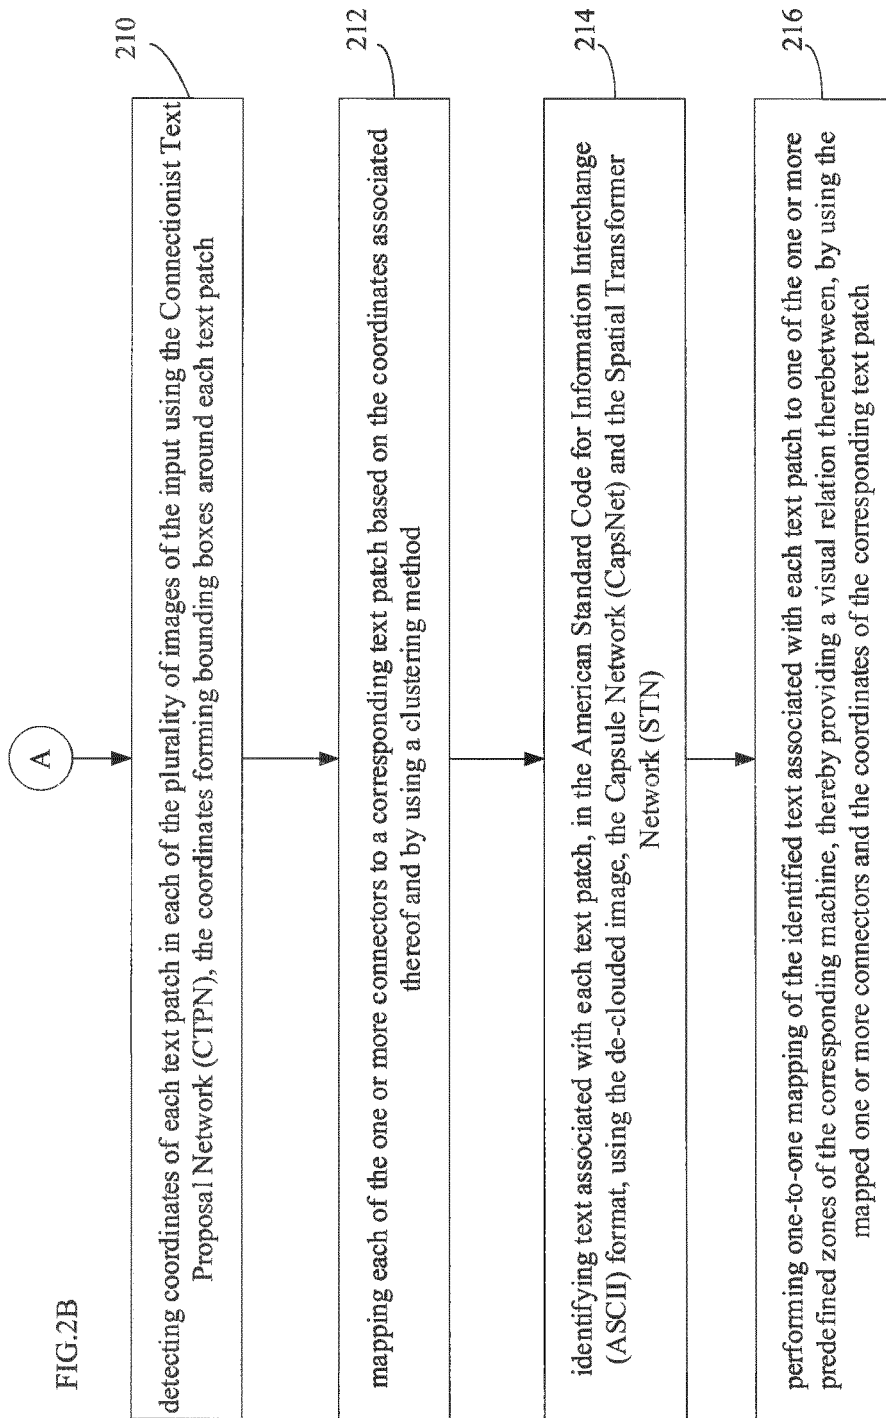 FIG.2B
A
210
detecting coordinates of each text patch in each of the plurality of images of the input using the Connectionist Text
Proposal Network (CTPN), the coordinates forming bounding boxes around each text patch
212
mapping each of the one or more connectors to a corresponding text patch based on the coordinates associated
thereof and by using a clustering method
214
identifying text associated with each text patch, in the American Standard Code for Information Interchange
(ASCII) format, using the de-clouded image, the Capsule Network (CapsNet) and the Spatial Transformer
Network (STN)
216
performing one-to-one mapping of the identified text associated with each text patch to one of the one or more
predefined zones of the corresponding machine, thereby providing a visual relation therebetween, by using the
mapped one or more connectors and the coordinates of the corresponding text patch